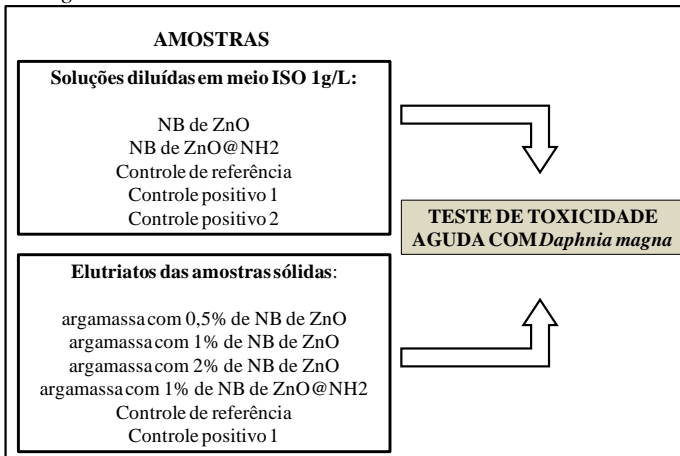 AMOSTRAS
Soluções diluídas em meio ISO 1g/L:
NB de ZnO
NB de ZnO@NH2
Controle de referência
Controle positivo 1
Controle positivo 2
TESTE DE TOXICIDADE
AGUDA COM Daphnia magna
Elutriatos das amostras sólidas:
argamassa com 0,5% de NB de ZnO
argamassa com 1% de NB de ZnO
argamassa com 2% de NB de ZnO
argamassa com 1% de NB de ZnO@NH2
Controle de referência
Controle positivo 1